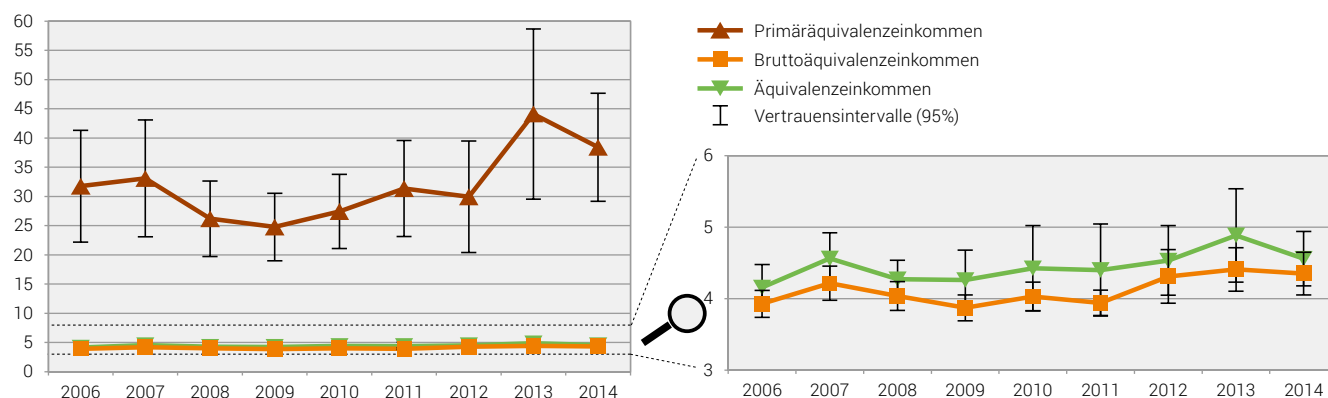 60
55
50
45
40
35
30
25
20
15
10
5
0
2006 2007 2008 2009 2010 2011 2012 2013 2014
Primäräquivalenzeinkommen
Bruttoäquivalenzeinkommen
Äquivalenzeinkommen
Vertrauensintervalle (95%)
6
5
4
3
2006 2007 2008 2009 2010 2011 2012 2013 2014